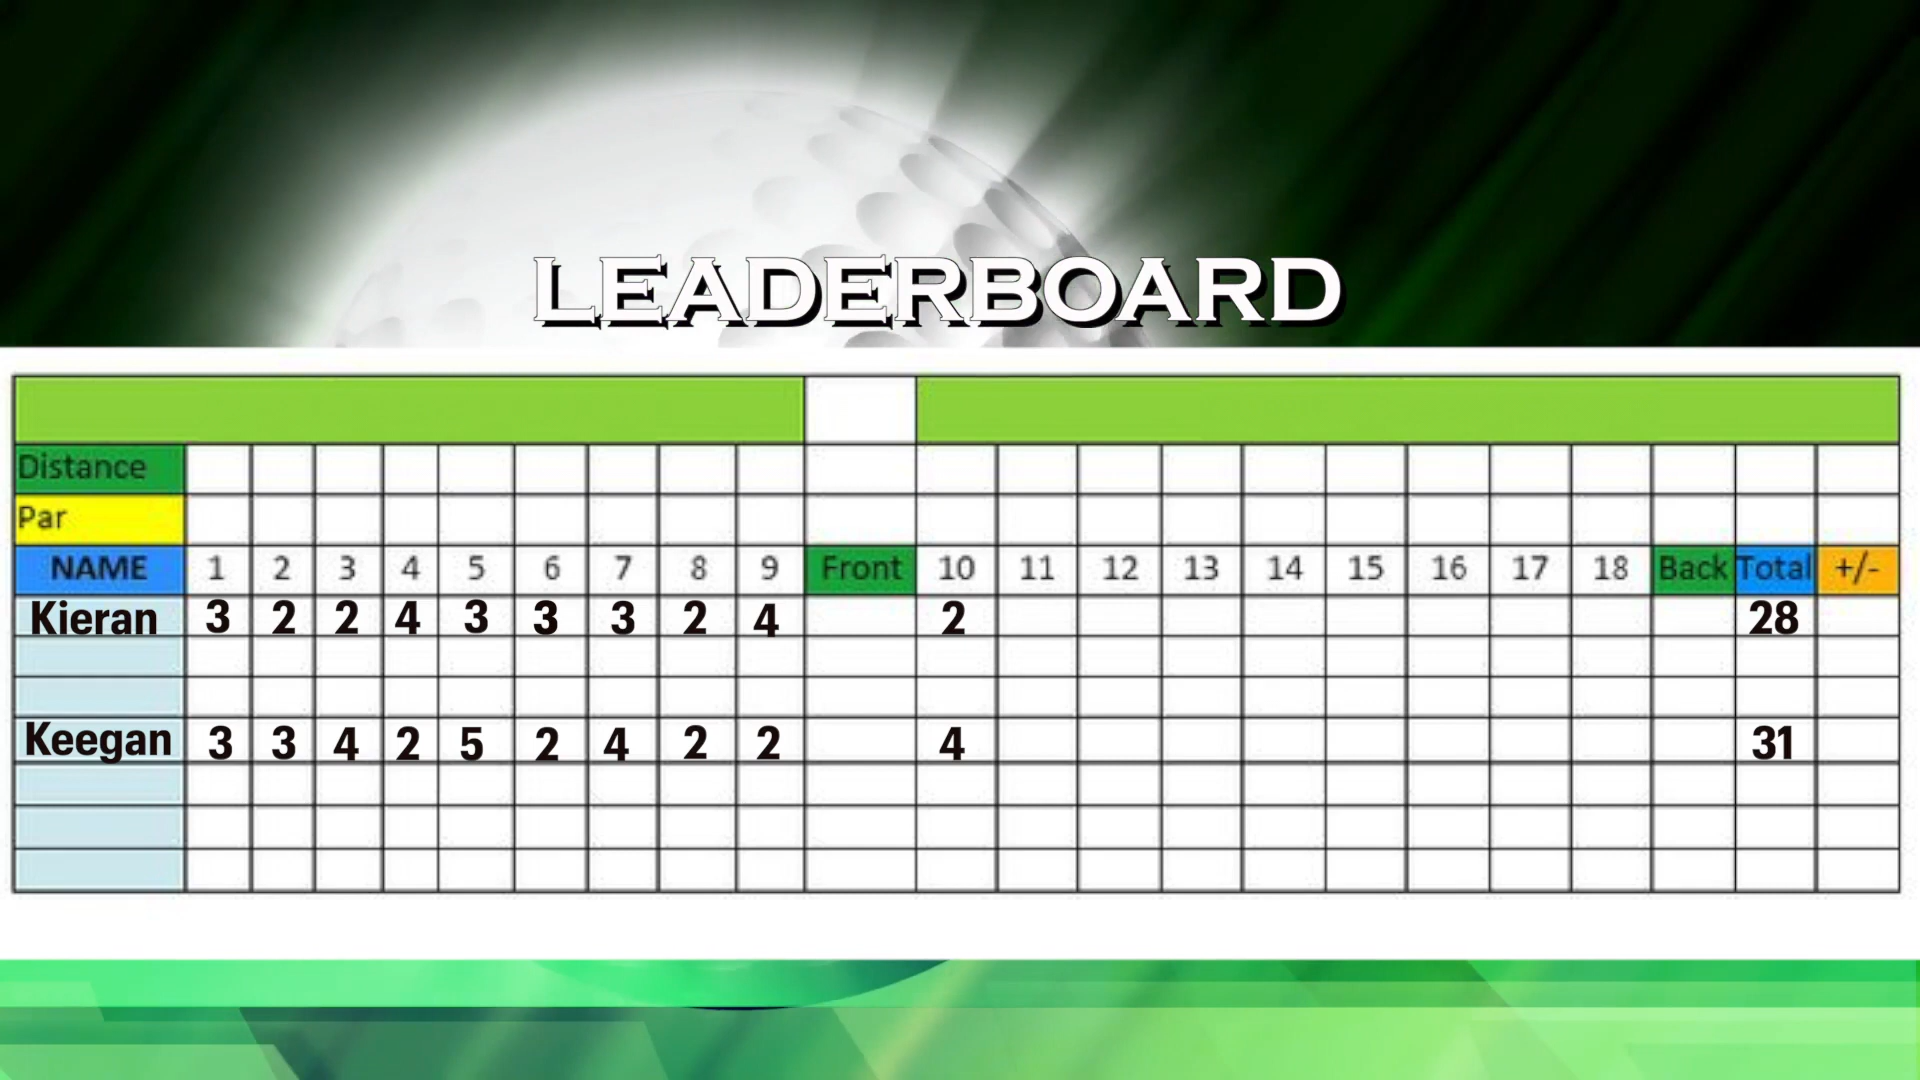 LEADERBOARD
Distance
Par
NAME 1 2 3 4 5 6 7 8 9 Front 10 11 12 13 14 15 16 17 18 Back Total +/-
Kieran 3 2 2 4 3 3 3 2 4 2 28
Keegan 3 3 4 2 5 2 4 2 2 4 31